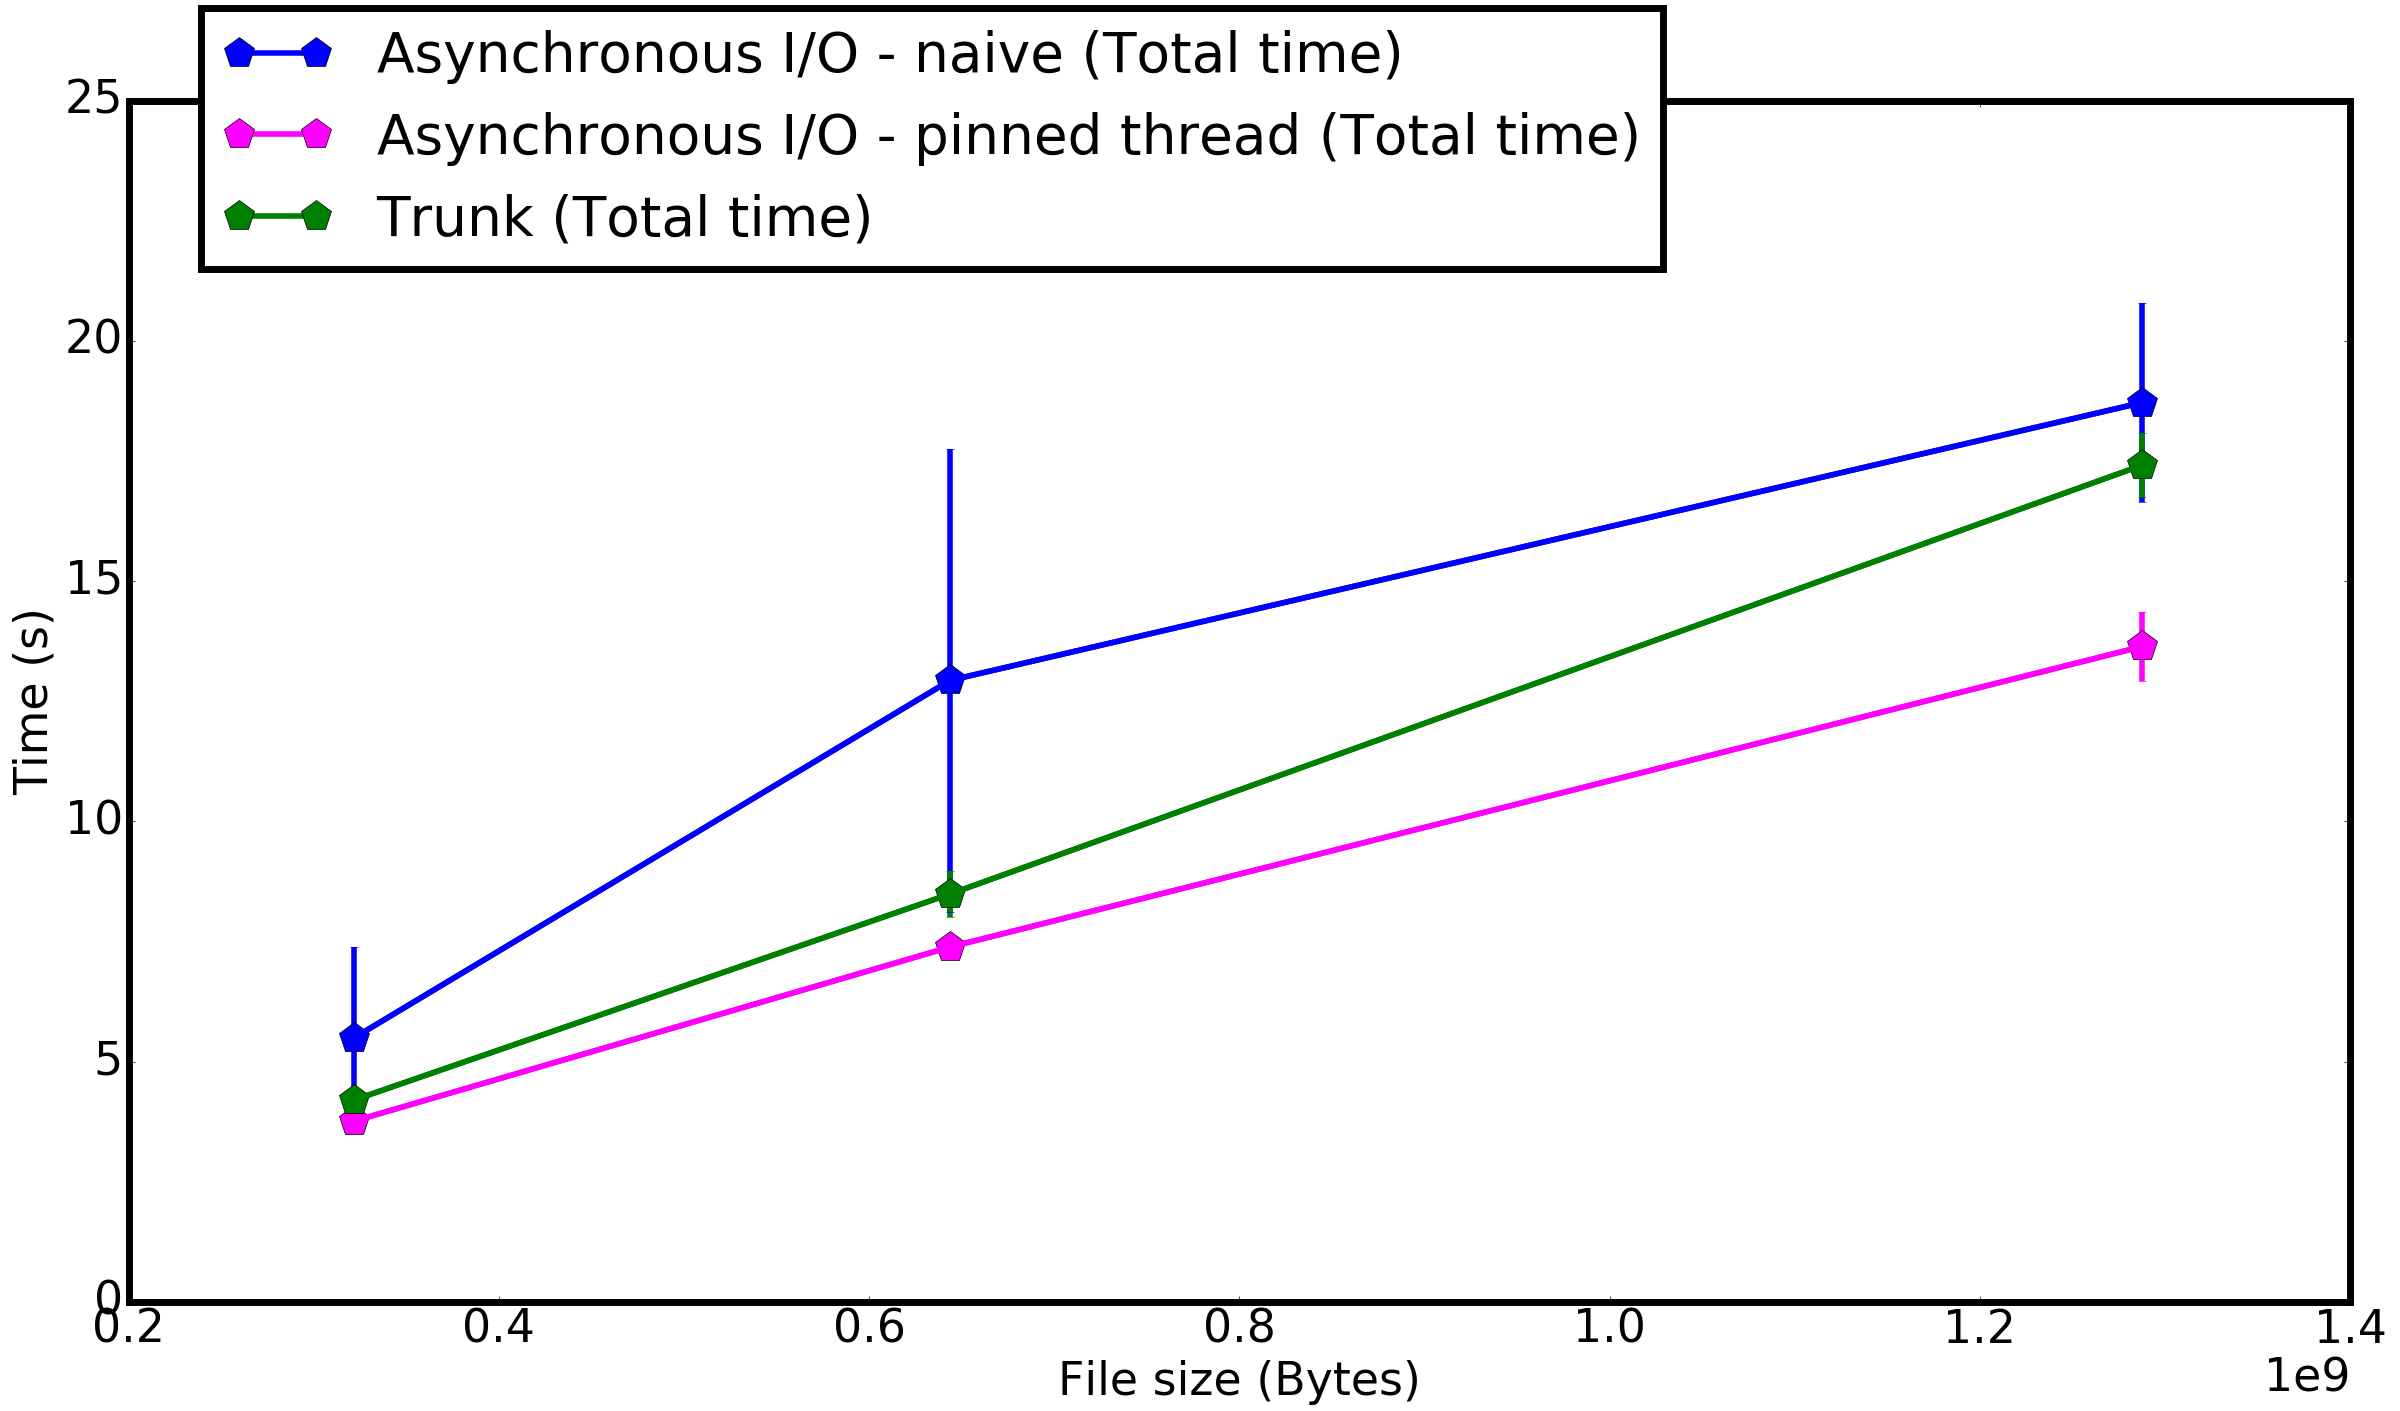 Asynchronous I/O - naive (Total time)
Asynchronous I/O - pinned thread (Total time)
Trunk (Total time)
25
20
15
10
5
0
Time (s)
0.2 0.4 0.6 0.8 1.0 1.2 1.4
1e9
File size (Bytes)